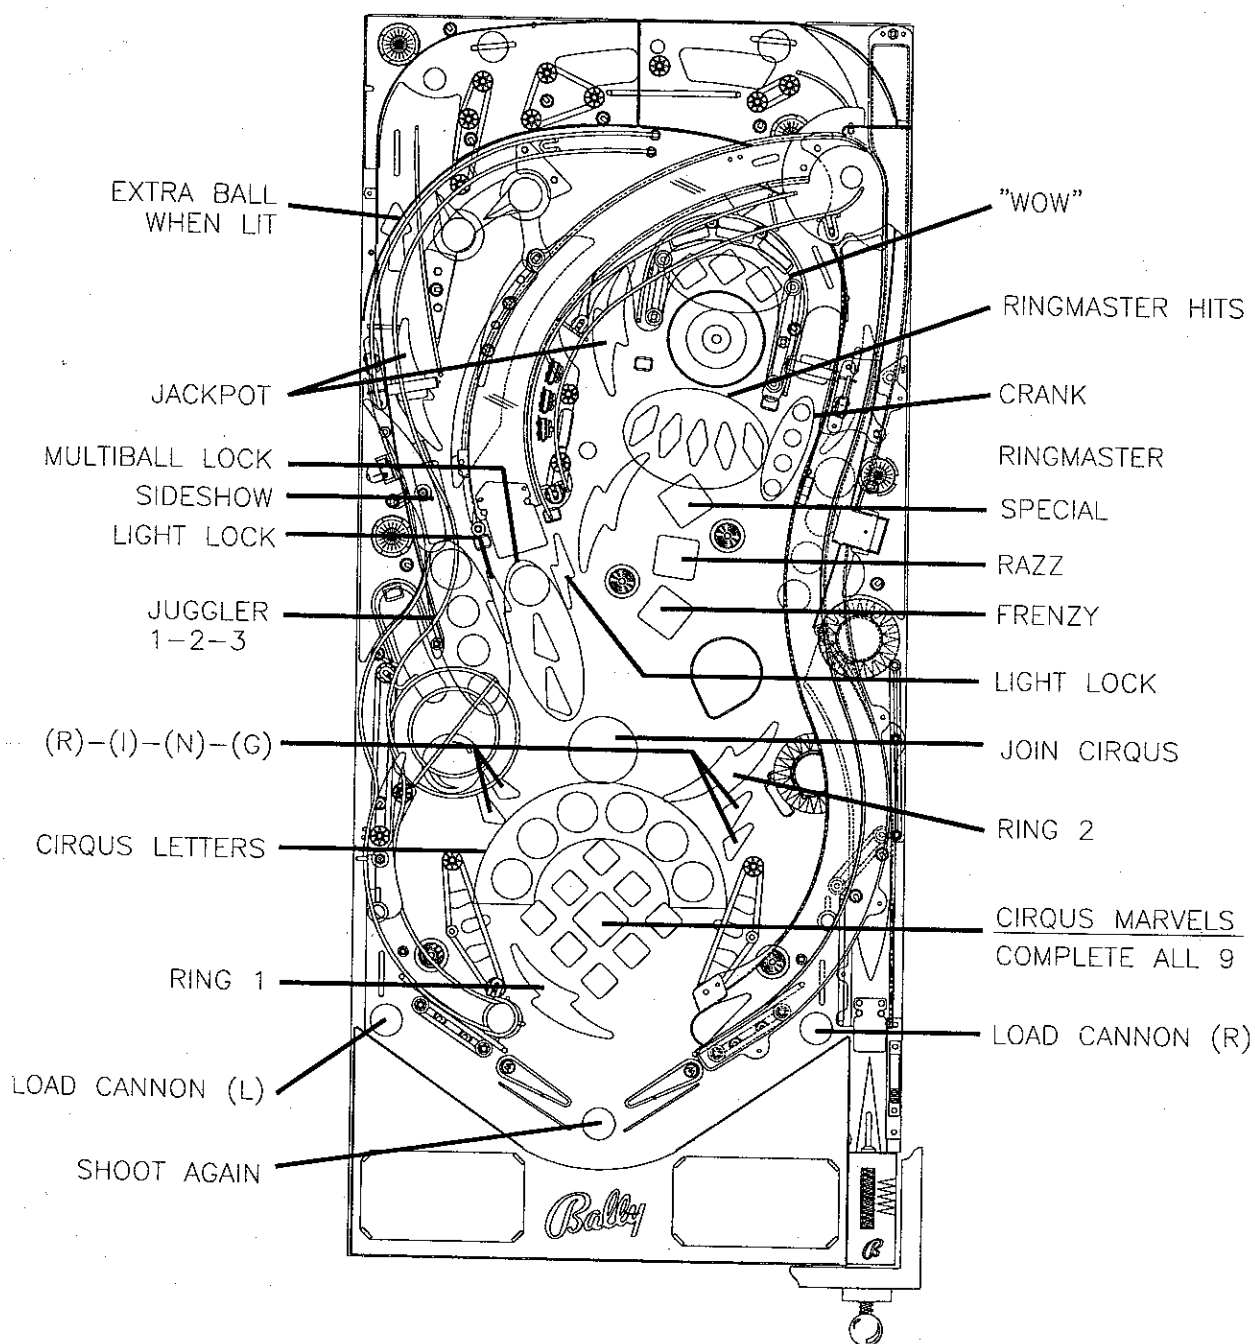 EXTRA BALL
WHEN LIT
"WOW"
RINGMASTER HITS
JACKPOT
CRANK
MULTIBALL LOCK
RINGMASTER
SIDESHOW
SPECIAL
LIGHT LOCK
RAZZ
JUGGLER
1-2-3
FRENZY
LIGHT LOCK
(R)-(I)-(N)-(G)
JOIN CIRQUS
RING 2
CIRQUS LETTERS
CIRQUS MARVELS
COMPLETE ALL 9
RING 1
LOAD CANNON (R)
LOAD CANNON (L)
SHOOT AGAIN
Bally
B